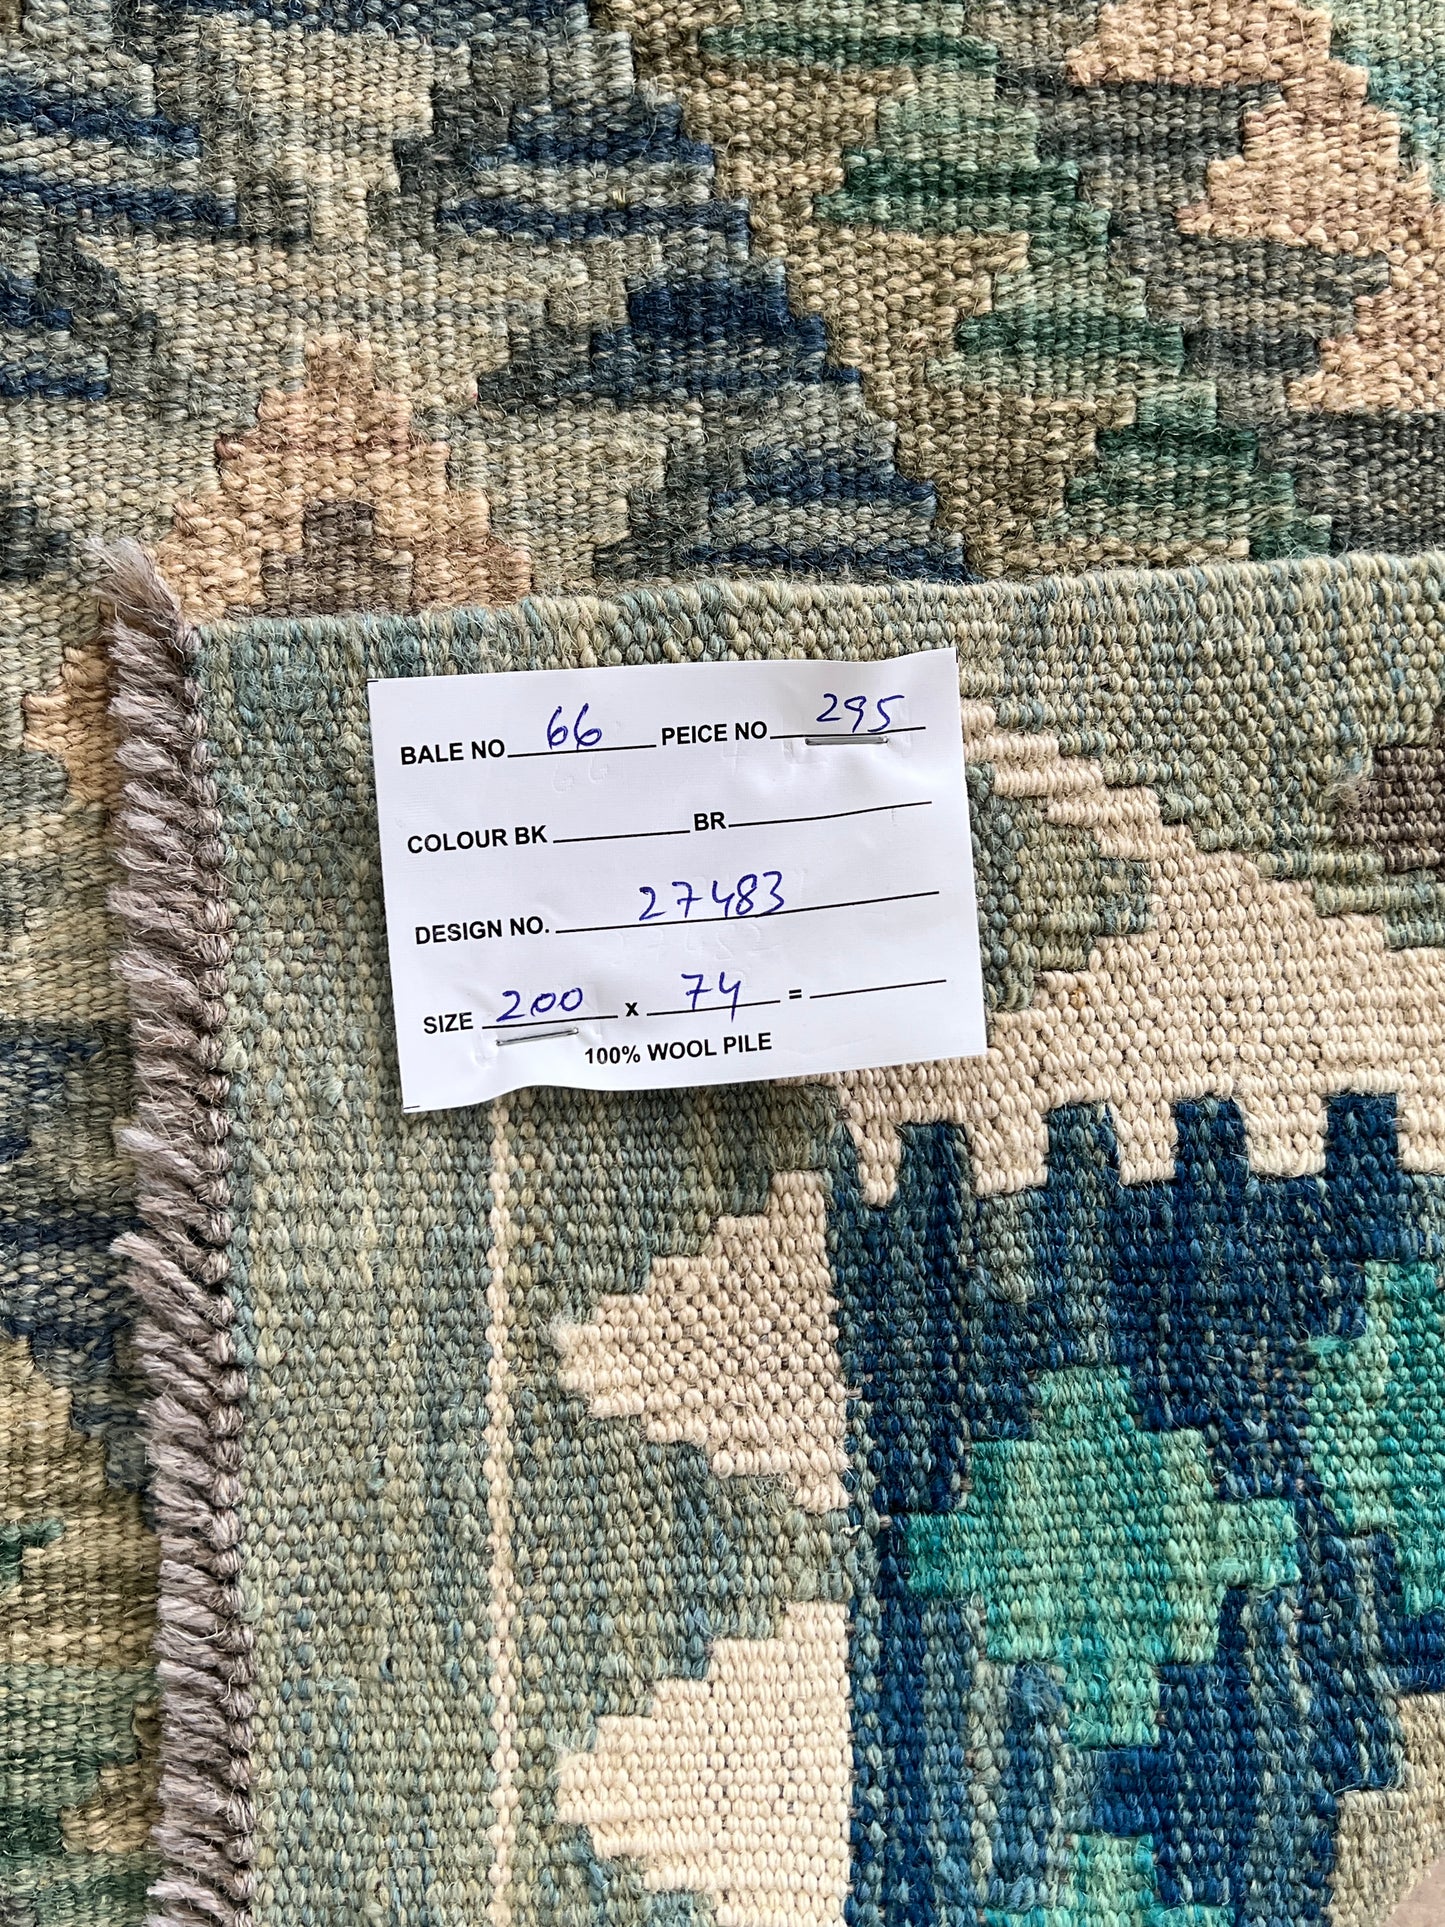 BALE NO 66 PEICE NO 295
COLOUR BK BR
DESIGN NO. 27483
SIZE 200 x 74 =
100% WOOL PILE